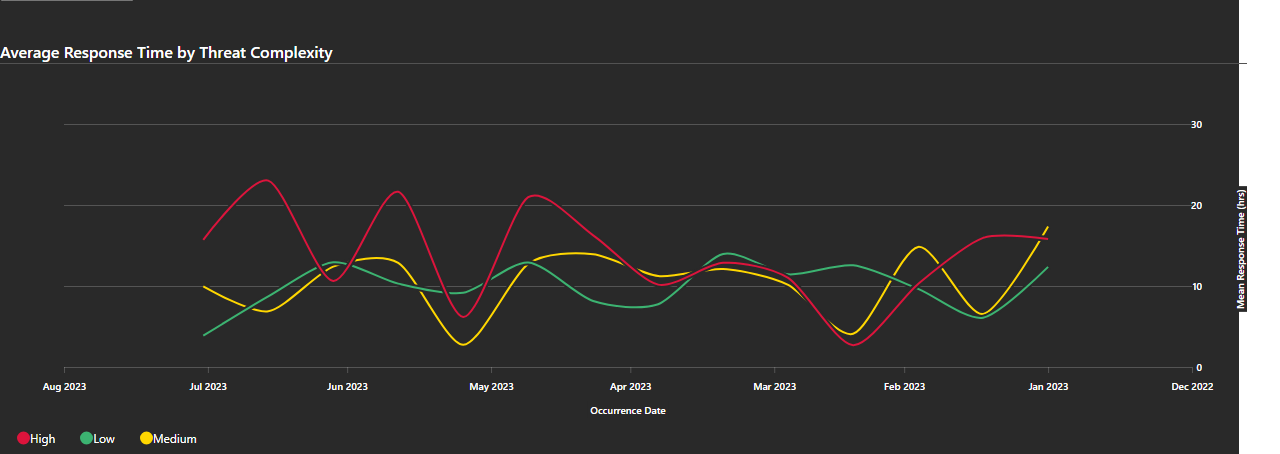 Average Response Time by Threat Complexity
30
20
10
0
Mean Response Time (hrs)
Aug 2023 Jul 2023 Jun 2023 May 2023 Apr 2023 Mar 2023 Feb 2023 Jan 2023 Dec 2022
Occurrence Date
High Low Medium